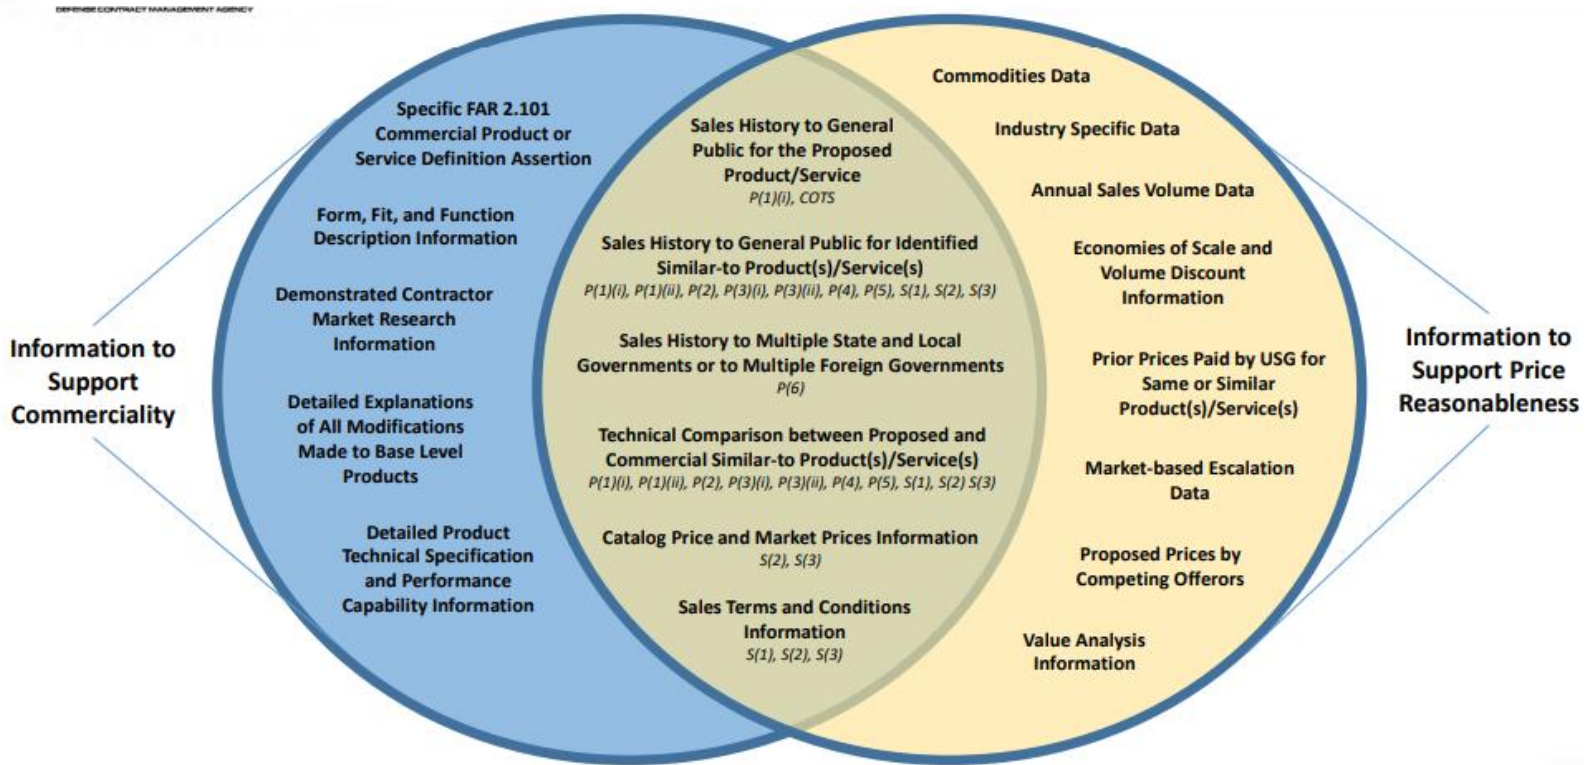 DEFENSE CONTRACT MANAGEMENT AGENCY
Information to
Support
Commerciality
Specific FAR 2.101
Commercial Product or
Service Definition Assertion
Form, Fit, and Function
Description Information
Demonstrated Contractor
Market Research
Information
Detailed Explanations
of All Modifications
Made to Base Level
Products
Detailed Product
Technical Specification
and Performance
Capability Information
Sales History to General
Public for the Proposed
Product/Service
P(1)(i), COTS
Sales History to General Public for Identified
Similar-to Product(s)/Service(s)
P(1)(i), P(1)(ii), P(2), P(3)(i), P(3)(ii), P(4), P(5), S(1), S(2), S(3)
Sales History to Multiple State and Local
Governments or to Multiple Foreign Governments
P(6)
Technical Comparison between Proposed and
Commercial Similar-to Product(s)/Service(s)
P(1)(i), P(1)(ii), P(2), P(3)(i), P(3)(ii), P(4), P(5), S(1), S(2) S(3)
Catalog Price and Market Prices Information
S(2), S(3)
Sales Terms and Conditions
Information
S(1), S(2), S(3)
Commodities Data
Industry Specific Data
Annual Sales Volume Data
Economies of Scale and
Volume Discount
Information
Prior Prices Paid by USG for
Same or Similar
Product(s)/Service(s)
Market-based Escalation
Data
Proposed Prices by
Competing Offerors
Value Analysis
Information
Information to
Support Price
Reasonableness